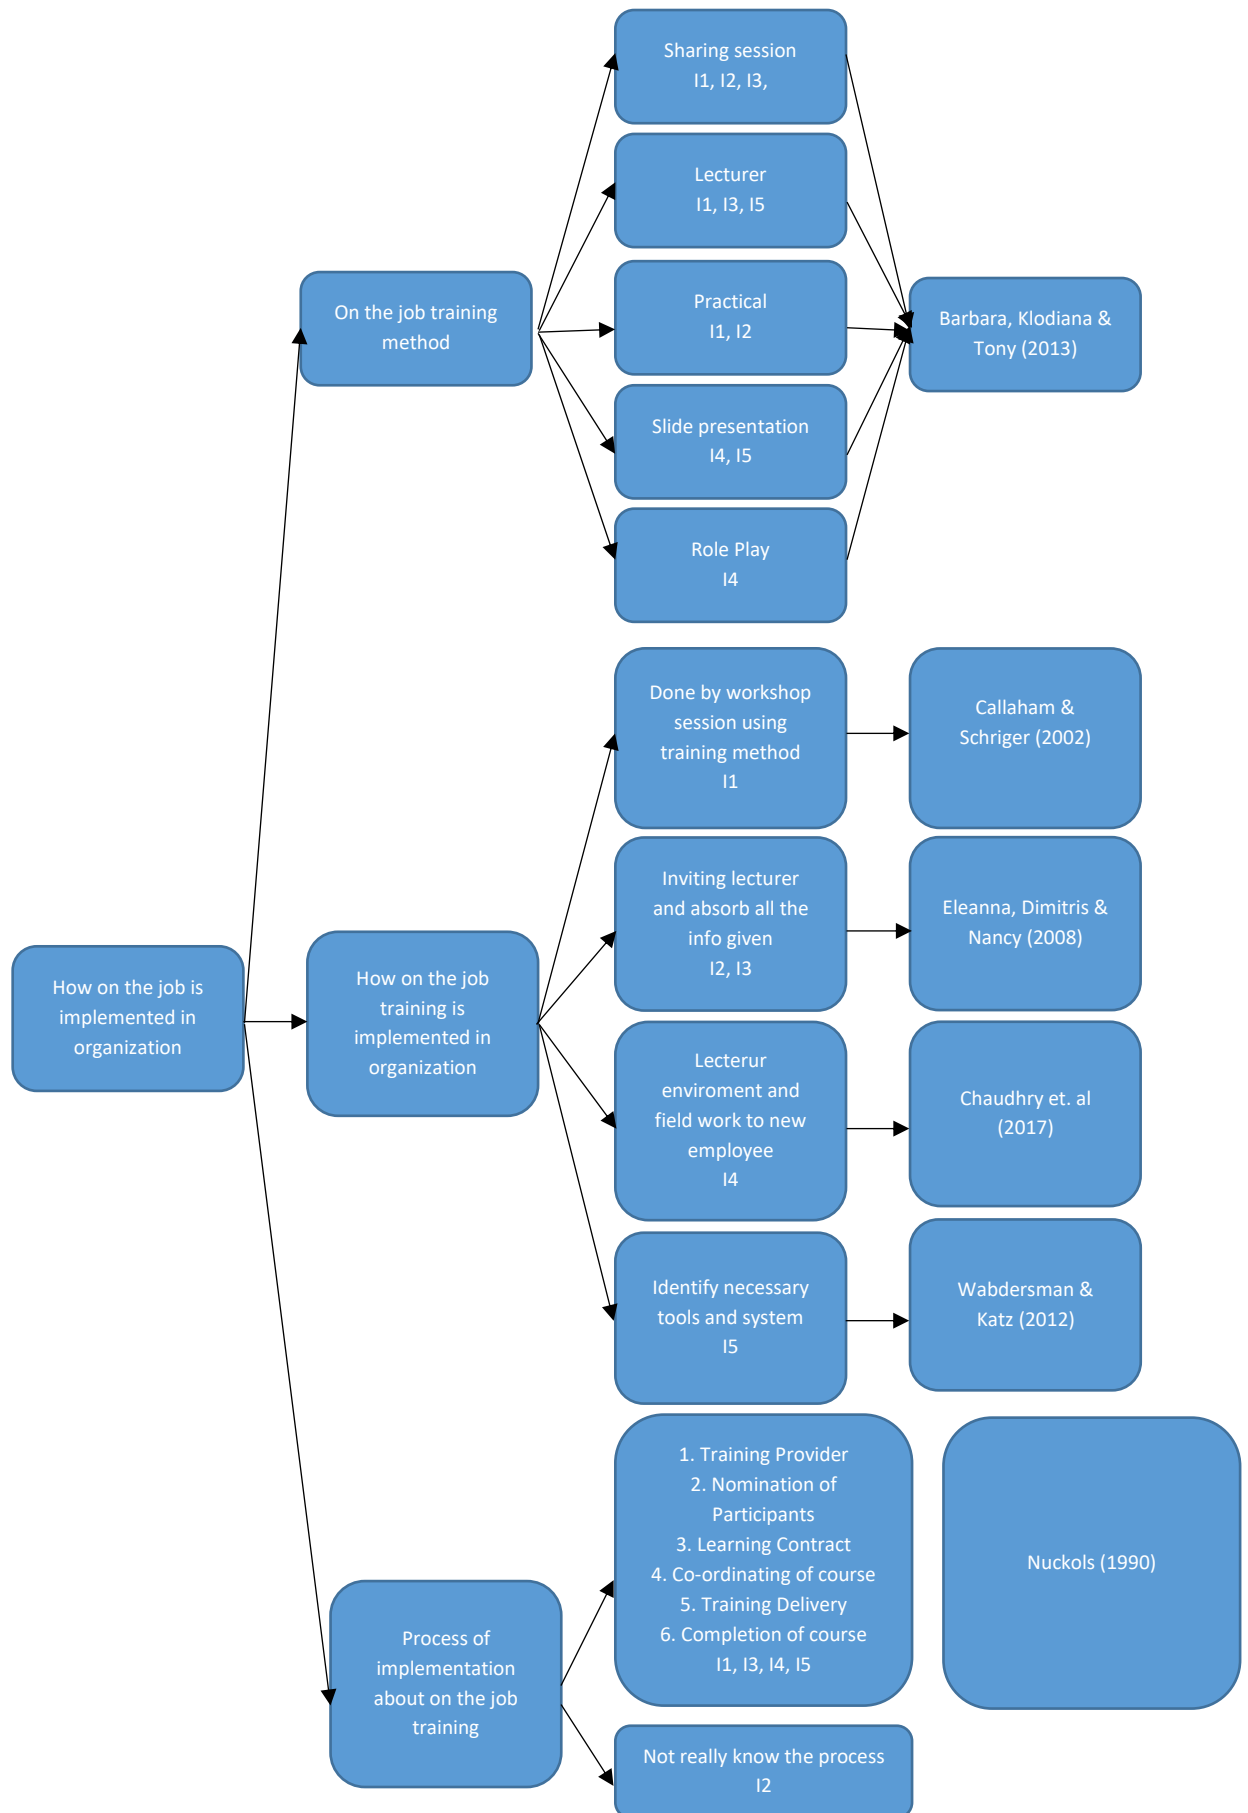 Sharing session
I1, I2, I3,
Lecturer
I1, I3, I5
On the job training
method
Practical
I1, I2
Barbara, Klodiana &
Tony (2013)
Slide presentation
I4, I5
Role Play
I4
Done by workshop
session using
training method
I1
Callaham &
Schriger (2002)
Inviting lecturer
and absorb all the
info given
I2, I3
Eleanna, Dimitris &
Nancy (2008)
How on the job is
implemented in
organization
How on the job
training is
implemented in
organization
Lecterur
enviroment and
field work to new
employee
I4
Chaudhry et. al
(2017)
Identify necessary
tools and system
I5
Wabdersman &
Katz (2012)
1. Training Provider
2. Nomination of
Participants
3. Learning Contract
4. Co-ordinating of course
5. Training Delivery
6. Completion of course
I1, I3, I4, I5
Nuckols (1990)
Process of
implementation
about on the job
training
Not really know the process
I2